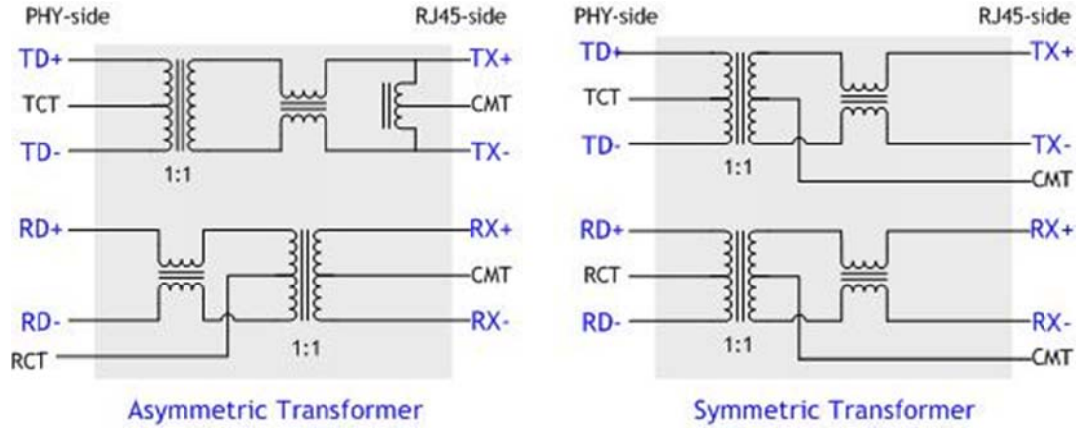 PHY-side
RJ45-side
TD+
TX+
TCT
CMT
TD-
TX-
1:1
RD+
RX+
CMT
RD-
RX-
RCT
1:1
Asymmetric Transformer
PHY-side
RJ45-side
TD+
TX+
TCT
TD-
TX-
1:1
CMT
RD+
RX+
RCT
RD-
RX-
1:1
CMT
Symmetric Transformer